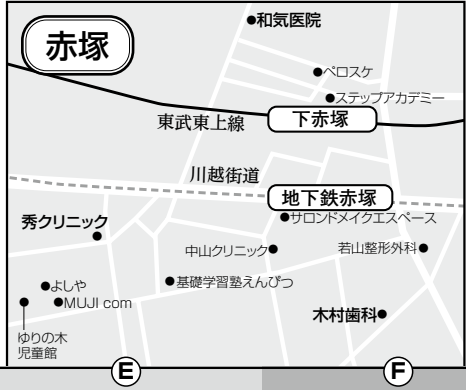 赤塚
●和気医院
●ペロスケ
●ステップアカデミー
東武東上線
下赤塚
川越街道
地下鉄赤塚
●サロンドメイクエスペース
秀クリニック●
中山クリニック●
若山整形外科●
●基礎学習塾えんぴつ
●よしや
●MUJI com
木村歯科●
ゆりの木
児童館
E
F